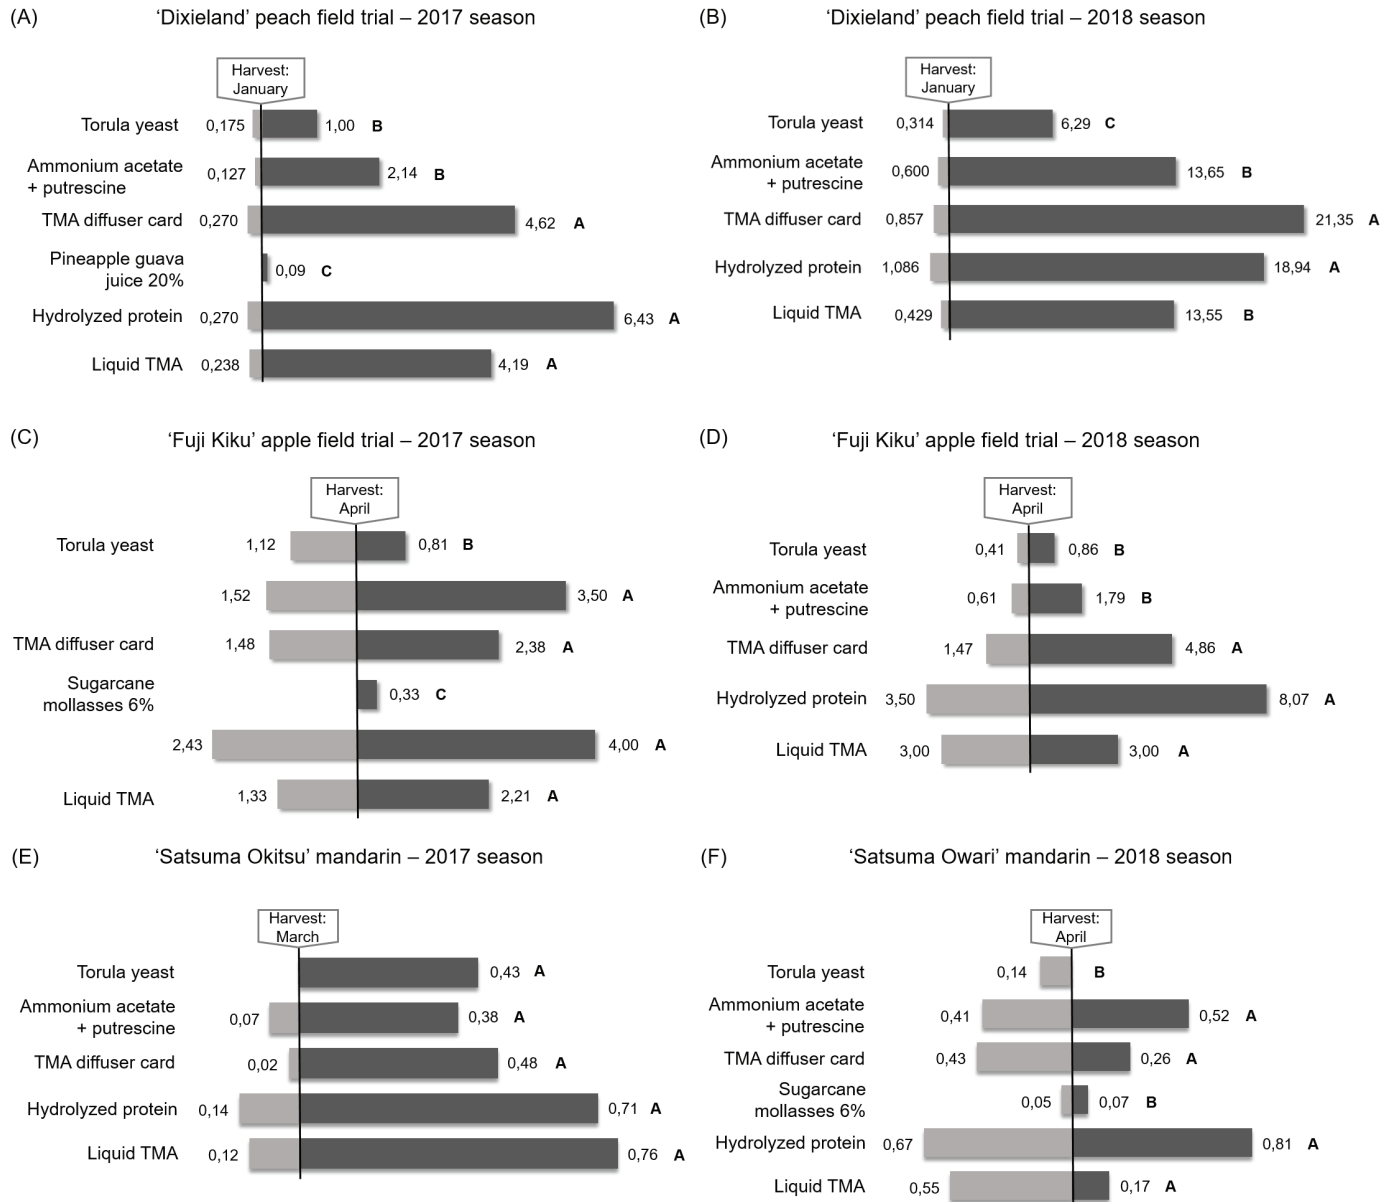 (A) 'Dixieland' peach field trial – 2017 season
Harvest:
January
Torula yeast 0,175 1,00 B
Ammonium acetate
+ putrescine 0,127 2,14 B
TMA diffuser card 0,270 4,62 A
Pineapple guava
juice 20% 0,09 C
Hydrolyzed protein 0,270 6,43 A
Liquid TMA 0,238 4,19 A
(B) 'Dixieland' peach field trial – 2018 season
Harvest:
January
Torula yeast 0,314 6,29 C
Ammonium acetate
+ putrescine 0,600 13,65 B
TMA diffuser card 0,857 21,35 A
Hydrolyzed protein 1,086 18,94 A
Liquid TMA 0,429 13,55 B
(C) 'Fuji Kiku' apple field trial – 2017 season
Harvest:
April
Torula yeast 1,12 0,81 B
1,52 3,50 A
TMA diffuser card 1,48 2,38 A
Sugarcane
mollasses 6% 0,33 C
2,43 4,00 A
Liquid TMA 1,33 2,21 A
(D) 'Fuji Kiku' apple field trial – 2018 season
Harvest:
April
Torula yeast 0,41 0,86 B
Ammonium acetate
+ putrescine 0,61 1,79 B
TMA diffuser card 1,47 4,86 A
Hydrolyzed protein 3,50 8,07 A
Liquid TMA 3,00 3,00 A
(E) 'Satsuma Okitsu' mandarin – 2017 season
Harvest:
March
Torula yeast 0,43 A
Ammonium acetate
+ putrescine 0,07 0,38 A
TMA diffuser card 0,02 0,48 A
Hydrolyzed protein 0,14 0,71 A
Liquid TMA 0,12 0,76 A
(F) 'Satsuma Owari' mandarin – 2018 season
Harvest:
April
Torula yeast 0,14 B
Ammonium acetate
+ putrescine 0,41 0,52 A
TMA diffuser card 0,43 0,26 A
Sugarcane
mollasses 6% 0,05 0,07 B
Hydrolyzed protein 0,67 0,81 A
Liquid TMA 0,55 0,17 A